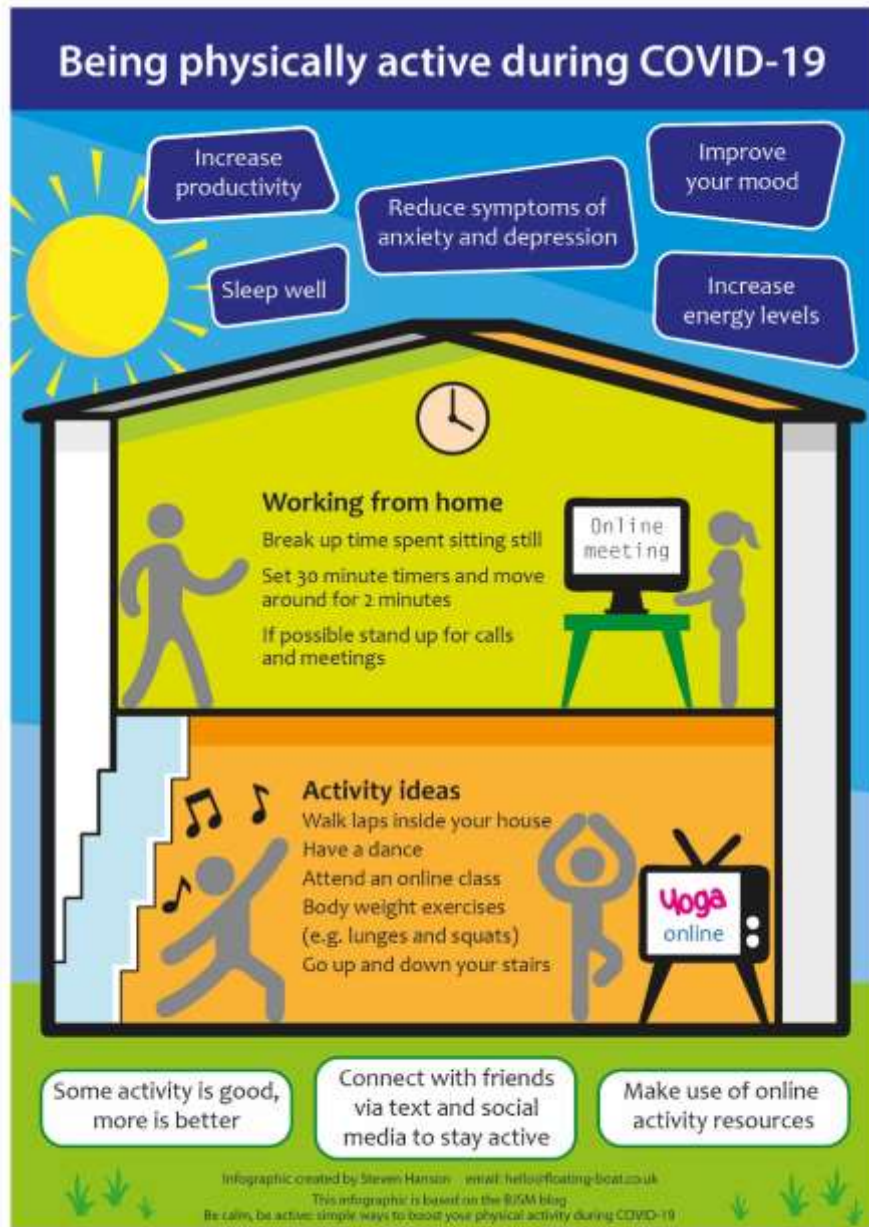 Being physically active during COVID-19
Increase
productivity
Reduce symptoms of
anxiety and depression
Improve
your mood
Sleep well
Increase
energy levels
Working from home
Break up time spent sitting still
Set 30 minute timers and move
around for 2 minutes
If possible stand up for calls
and meetings
Online
meeting
Activity ideas
Walk laps inside your house
Have a dance
Attend an online class
Body weight exercises
(e.g. lunges and squats)
Go up and down your stairs
Yoga
online
Some activity is good,
more is better
Connect with friends
via text and social
media to stay active
Make use of online
activity resources
Infographic created by Steven Hanson email: hello@floating-boat.co.uk
This infographic is based on the BJSM blog
Be calm, be active: simple ways to boost your physical activity during COVID-19